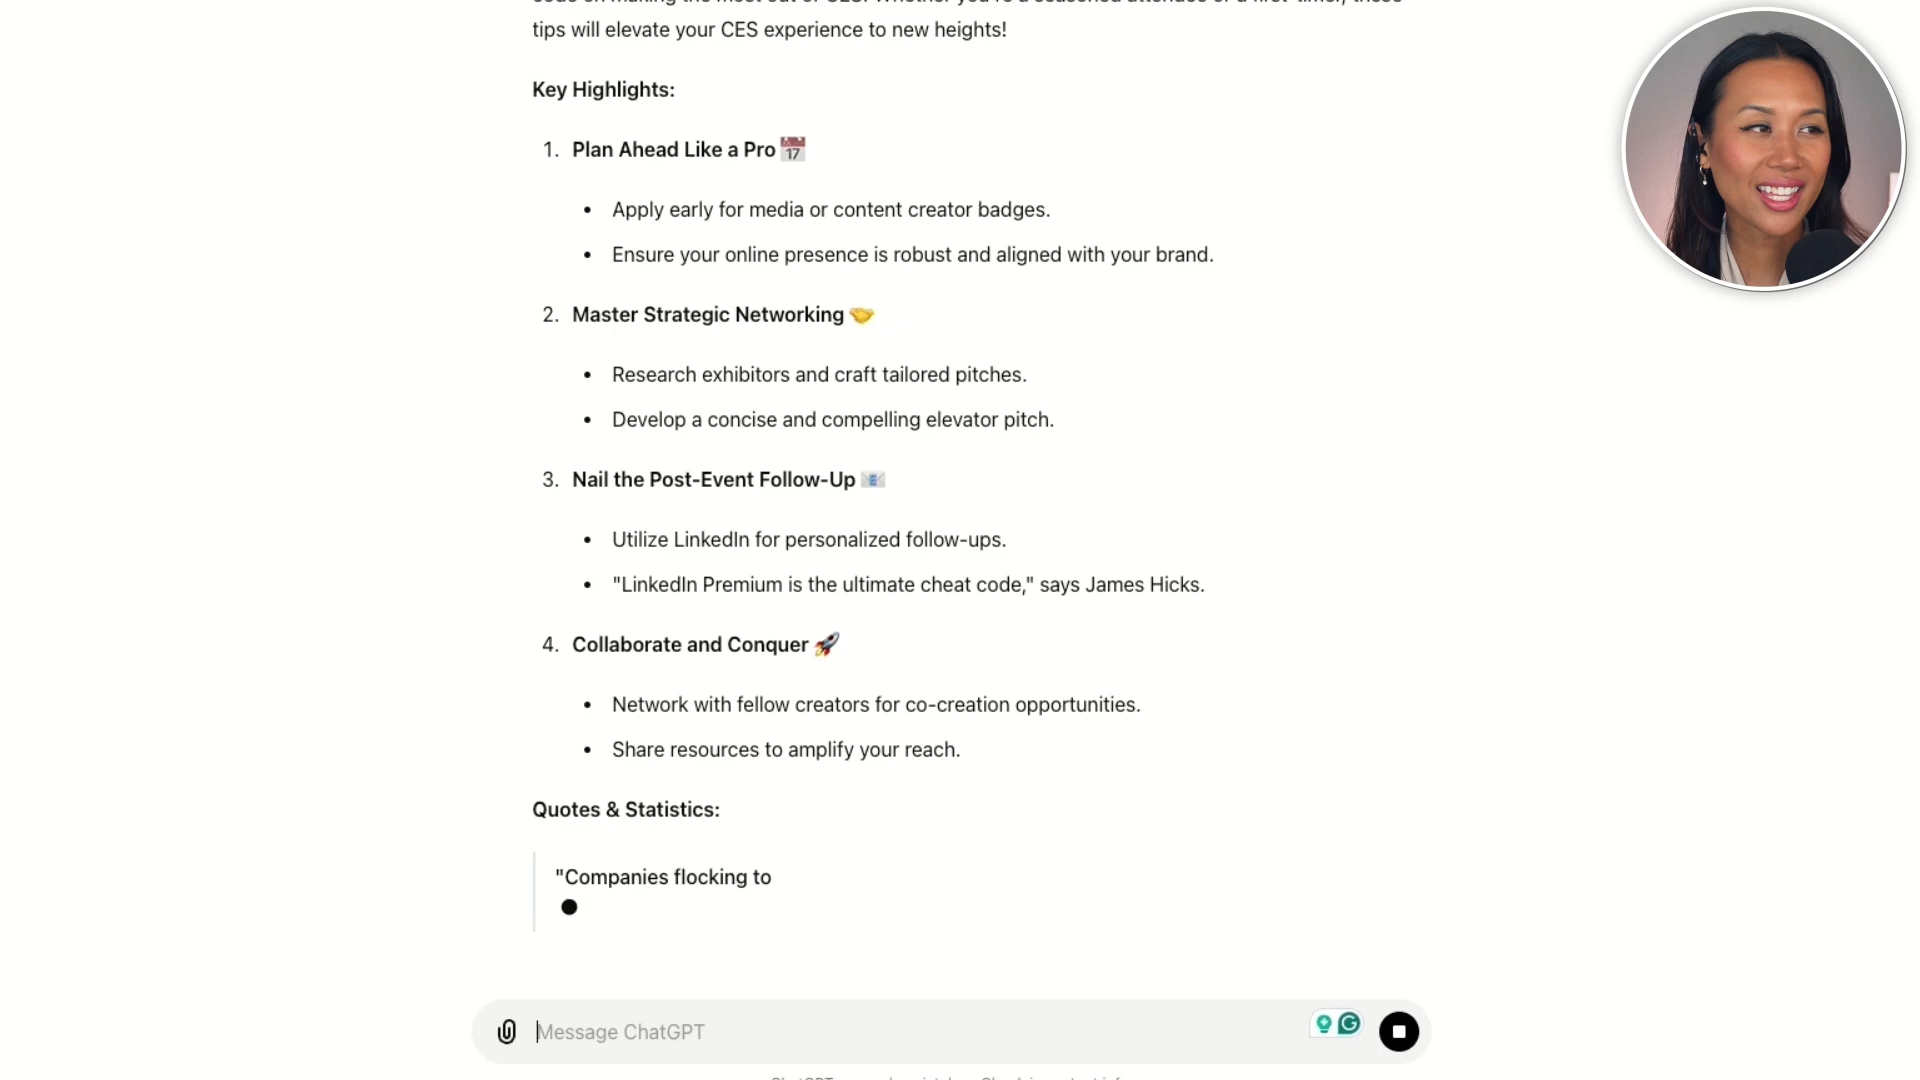 tips will elevate your CES experience to new heights!
Key Highlights:
1. Plan Ahead Like a Pro 17
• Apply early for media or content creator badges.
• Ensure your online presence is robust and aligned with your brand.
2. Master Strategic Networking
• Research exhibitors and craft tailored pitches.
• Develop a concise and compelling elevator pitch.
3. Nail the Post-Event Follow-Up
• Utilize LinkedIn for personalized follow-ups.
• "LinkedIn Premium is the ultimate cheat code," says James Hicks.
4. Collaborate and Conquer
• Network with fellow creators for co-creation opportunities.
• Share resources to amplify your reach.
Quotes & Statistics:
"Companies flocking to
Message ChatGPT